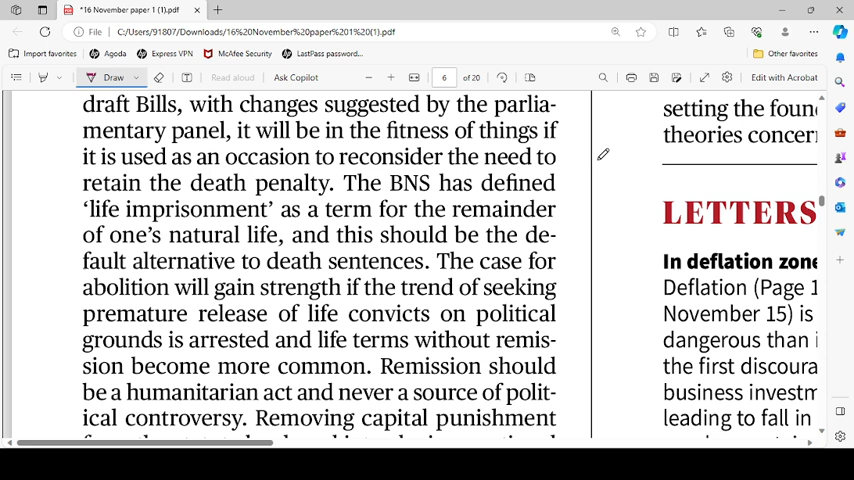 *16 November paper 1 (1).pdf
File
C:/Users/91807/Downloads/16%20November%20paper%201%20(1).pdf
Import favorites
Agoda
Express VPN
McAfee Security
LastPass password...
Other favorites
Draw
Read aloud
Ask Copilot
6
of 20
Edit with Acrobat
draft Bills, with changes suggested by the parlia-
mentary panel, it will be in the fitness of things if
it is used as an occasion to reconsider the need to
retain the death penalty. The BNS has defined
‘life imprisonment’ as a term for the remainder
of one’s natural life, and this should be the de-
fault alternative to death sentences. The case for
abolition will gain strength if the trend of seeking
premature release of life convicts on political
grounds is arrested and life terms without remis-
sion become more common. Remission should
be a humanitarian act and never a source of polit-
ical controversy. Removing capital punishment
setting the foun
theories concer
LETTERS
In deflation zone
Deflation (Page 1
November 15) is
dangerous than i
the first discoura
business investm
leading to fall in